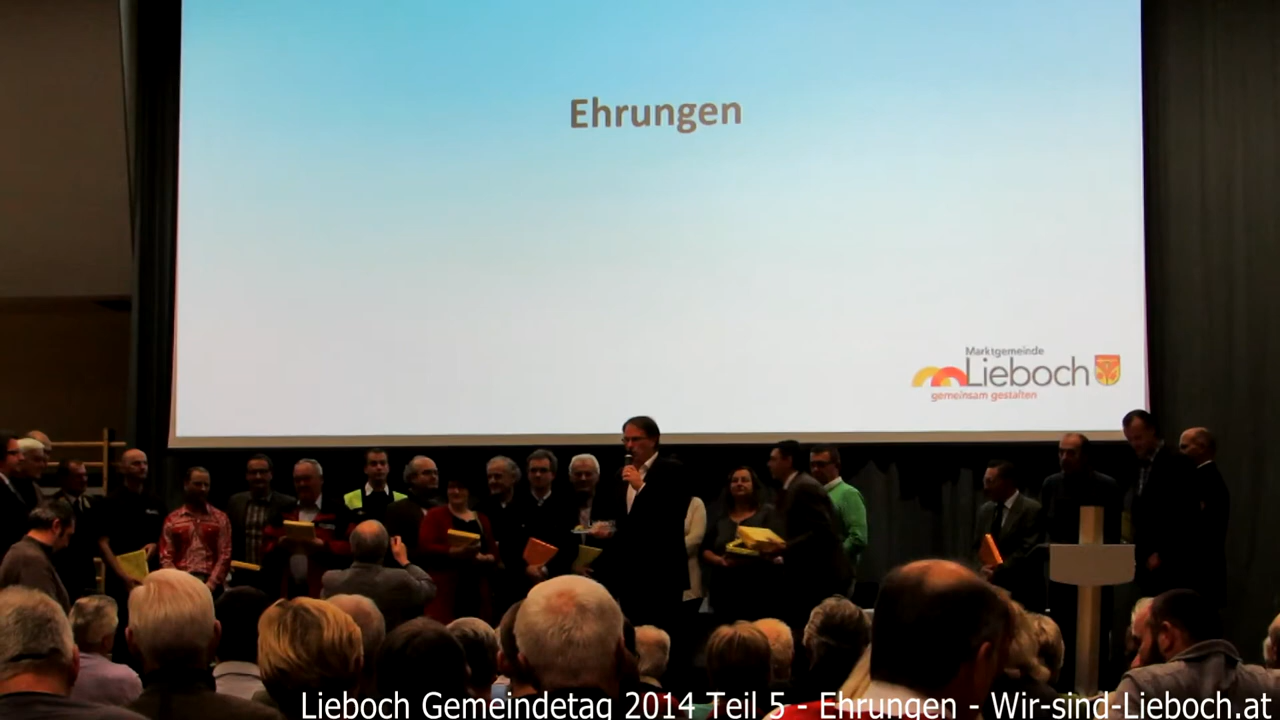 Ehrungen
Marktgemeinde
Lieboch
gemeinsam gestalten
Lieboch Gemeindetag 2014 Teil 5 - Ehrungen - Wir-sind-Lieboch.at